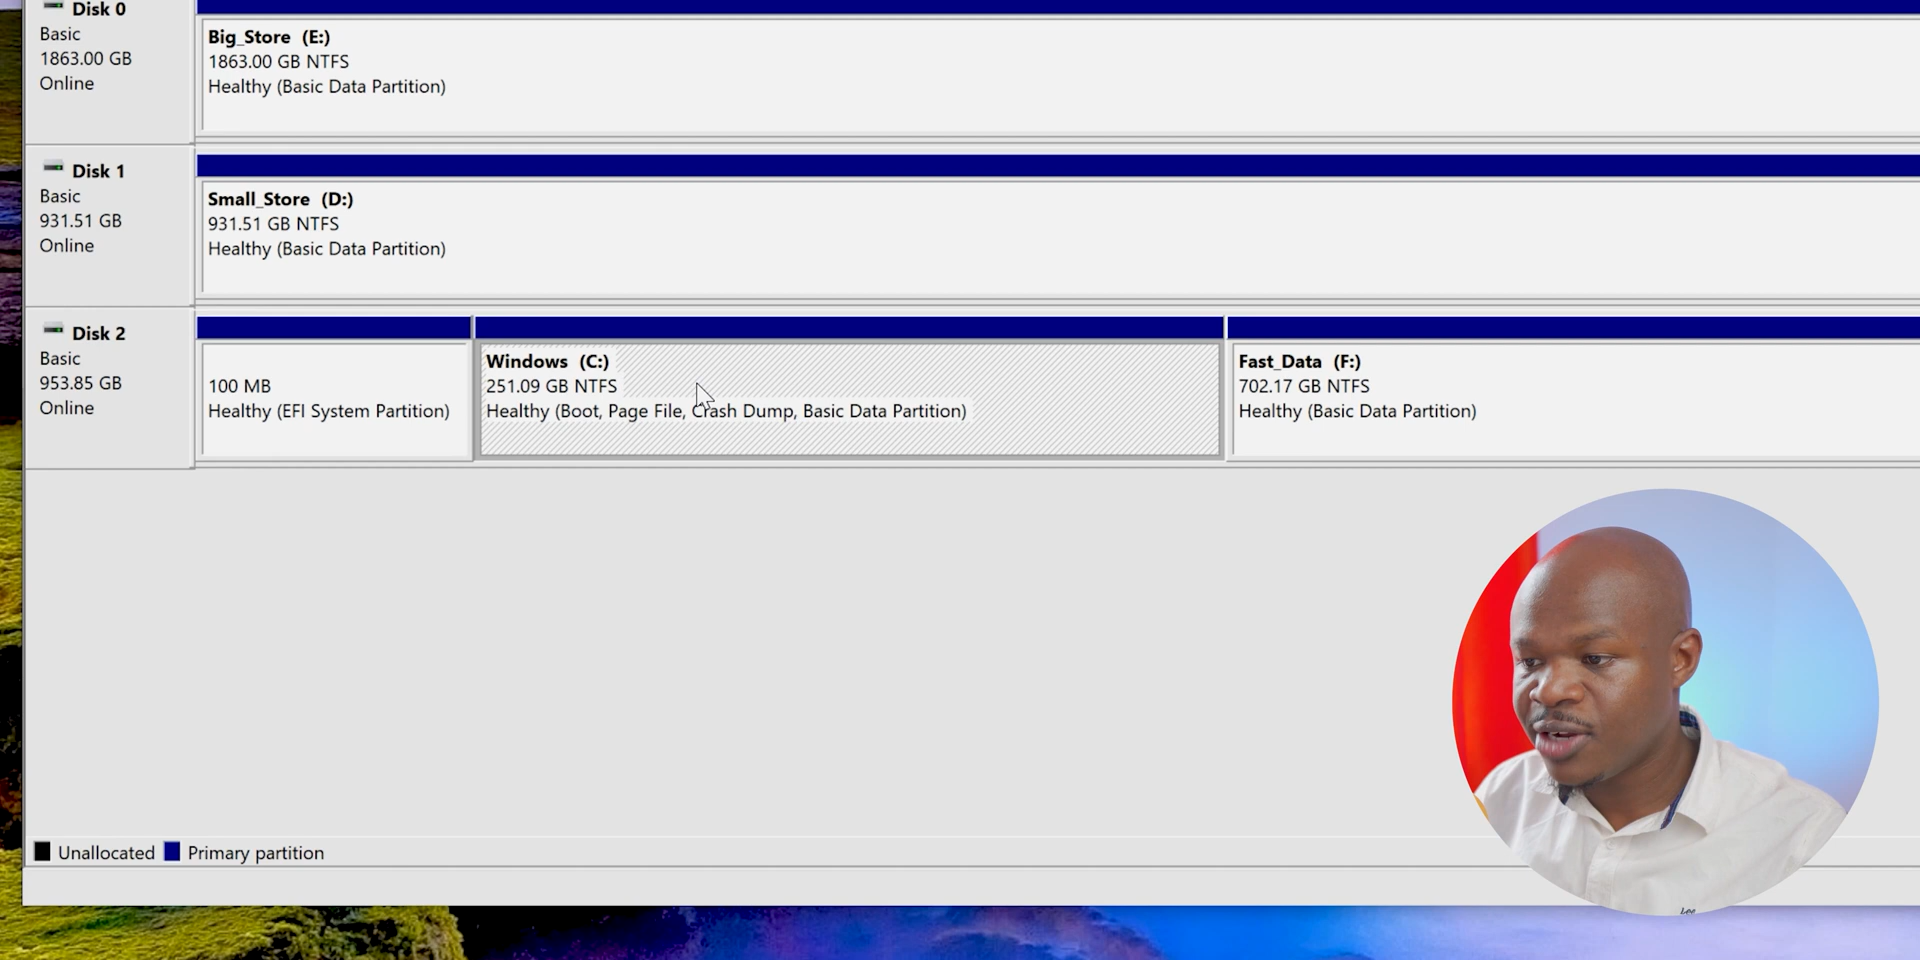 Disk 0
Basic
1863.00 GB
Online
Big_Store (E:)
1863.00 GB NTFS
Healthy (Basic Data Partition)
Disk 1
Basic
931.51 GB
Online
Small_Store (D:)
931.51 GB NTFS
Healthy (Basic Data Partition)
Disk 2
Basic
953.85 GB
Online
100 MB
Healthy (EFI System Partition)
Windows (C:)
251.09 GB NTFS
Healthy (Boot, Page File, Crash Dump, Basic Data Partition)
Fast_Data (F:)
702.17 GB NTFS
Healthy (Basic Data Partition)
Unallocated
Primary partition